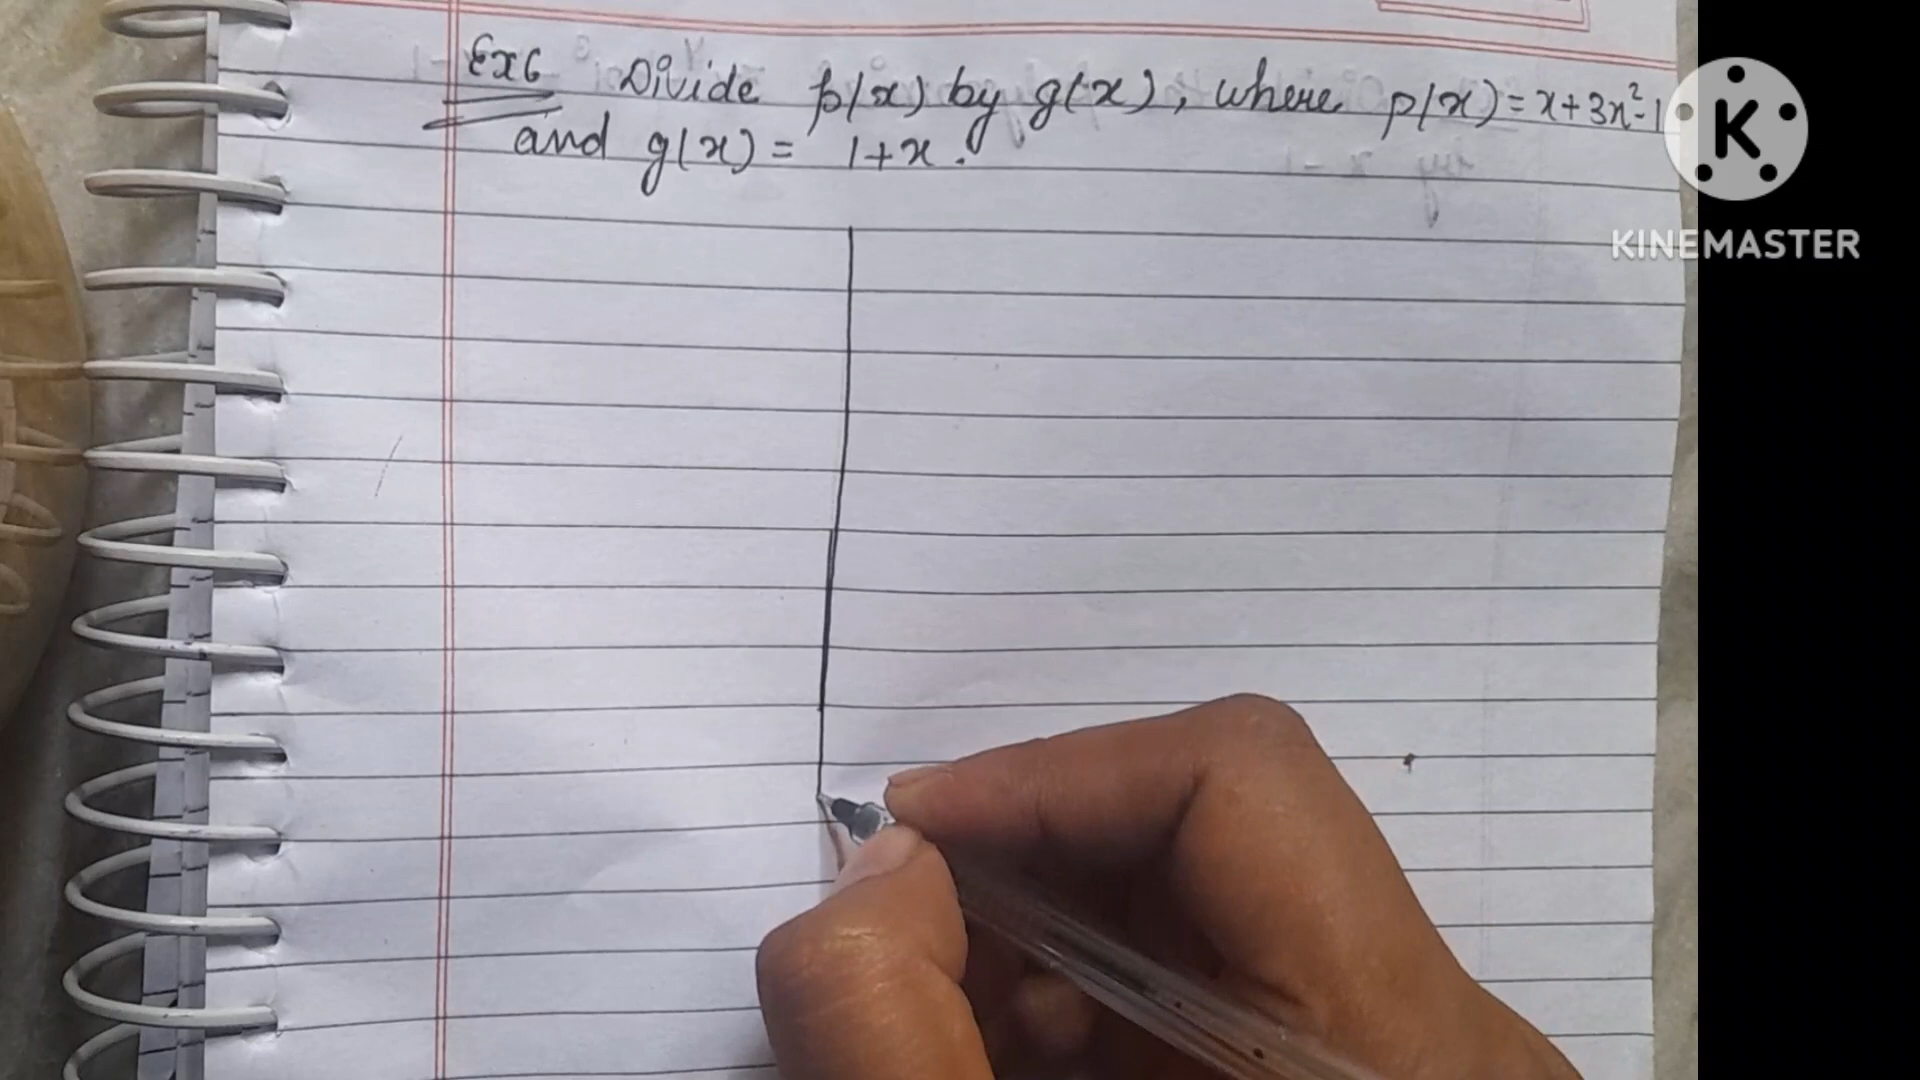 Ex6 Divide p(x) by g(x), where p(x) = x+3x²-1
and g(x) = 1+x.
K
KINEMASTER